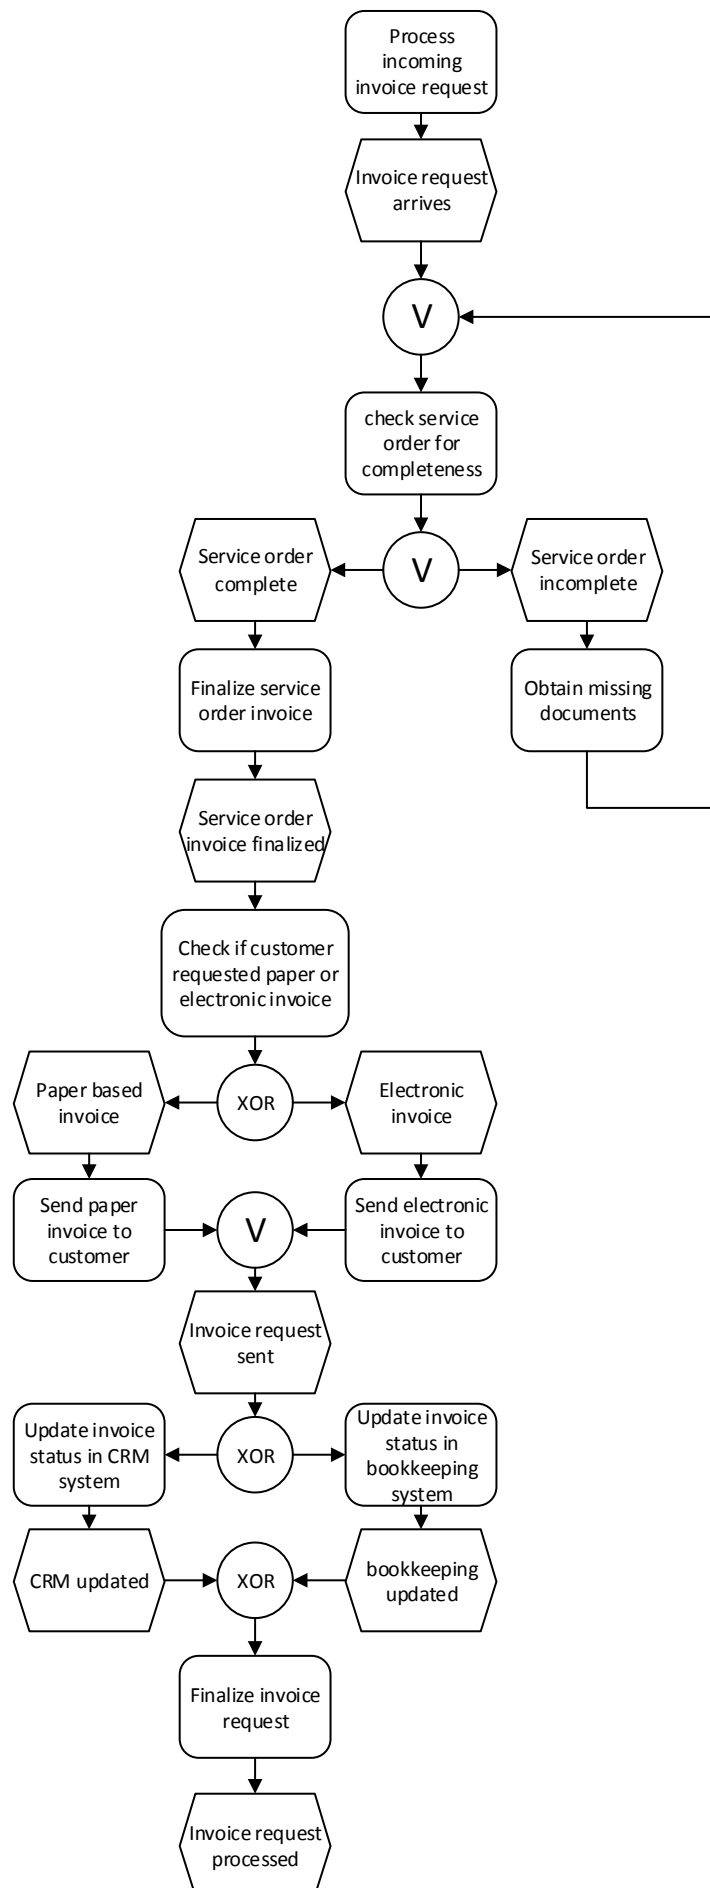 Process
incoming
invoice request
Invoice request
arrives
V
check service
order for
completeness
Service order
complete
V
Service order
incomplete
Finalize service
order invoice
Obtain missing
documents
Service order
invoice finalized
Check if customer
requested paper or
electronic invoice
Paper based
invoice
XOR
Electronic
invoice
Send paper
invoice to
customer
V
Send electronic
invoice to
customer
Invoice request
sent
Update invoice
status in CRM
system
XOR
Update invoice
status in
bookkeeping
system
CRM updated
XOR
bookkeeping
updated
Finalize invoice
request
Invoice request
processed